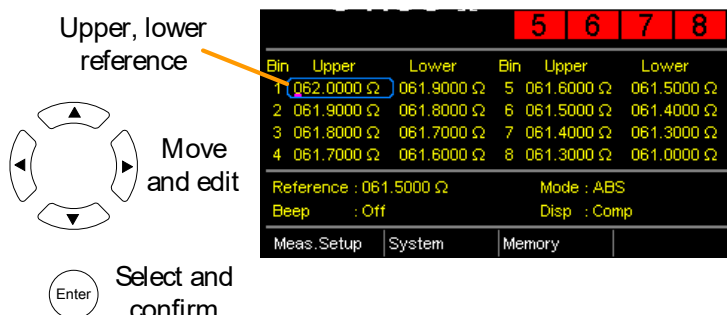 Upper, lower
reference
5 6 7 8
Bin Upper Lower Bin Upper Lower
1 062.0000 Ω 061.9000 Ω 5 061.6000 Ω 061.5000 Ω
2 061.9000 Ω 061.8000 Ω 6 061.5000 Ω 061.4000 Ω
3 061.8000 Ω 061.7000 Ω 7 061.4000 Ω 061.3000 Ω
4 061.7000 Ω 061.6000 Ω 8 061.3000 Ω 061.0000 Ω
Reference : 061.5000 Ω Mode : ABS
Beep : Off Disp : Comp
Meas.Setup System Memory
Move
and edit
Enter
Select and
confirm